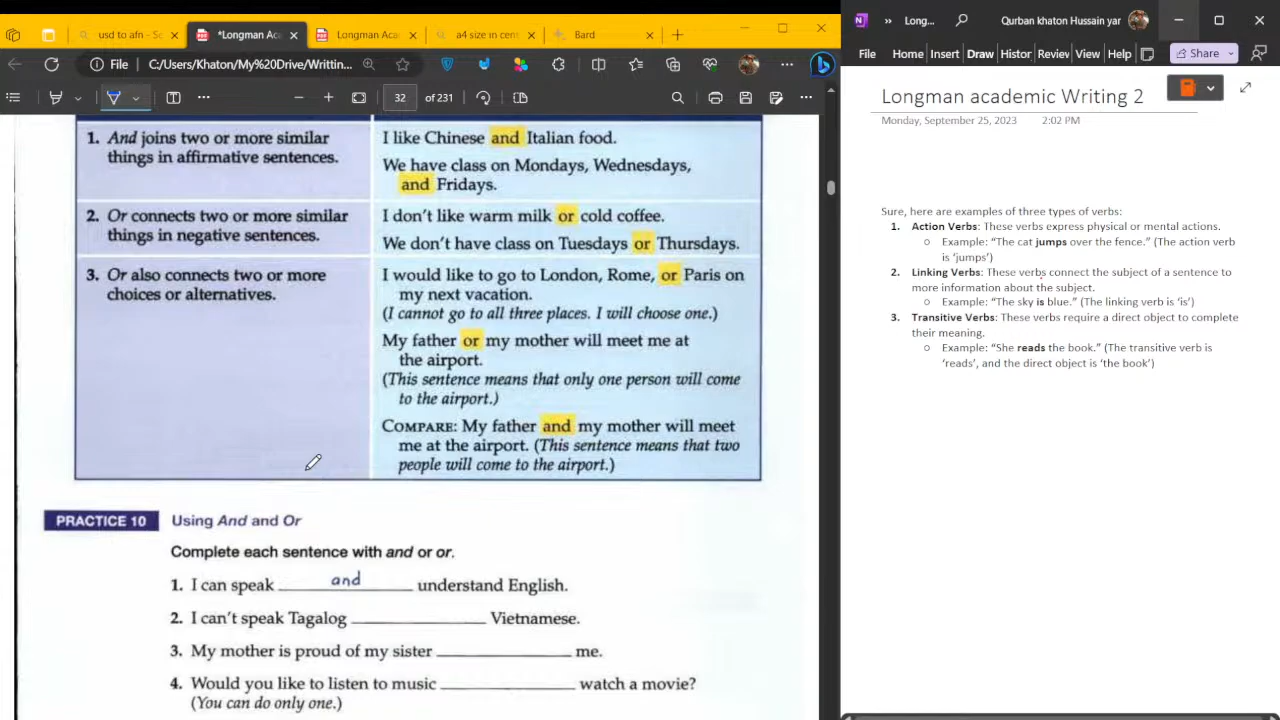 usd to afn - Sc
*Longman Aca
Longman Aca
a4 size in cent
Bard
File
C:/Users/Khaton/My%20Drive/Writtin...
32
of 231
1. And joins two or more similar
things in affirmative sentences.
I like Chinese and Italian food.
We have class on Mondays, Wednesdays,
and Fridays.
2. Or connects two or more similar
things in negative sentences.
I don't like warm milk or cold coffee.
We don't have class on Tuesdays or Thursdays.
3. Or also connects two or more
choices or alternatives.
I would like to go to London, Rome, or Paris on
my next vacation.
(I cannot go to all three places. I will choose one.)
My father or my mother will meet me at
the airport.
(This sentence means that only one person will come
to the airport.)
COMPARE: My father and my mother will meet
me at the airport. (This sentence means that two
people will come to the airport.)
PRACTICE 10 Using And and Or
Complete each sentence with and or or.
1. I can speak and understand English.
2. I can't speak Tagalog ______________ Vietnamese.
3. My mother is proud of my sister ______________ me.
4. Would you like to listen to music ______________ watch a movie?
(You can do only one.)
Long...
Qurban khaton Hussain yar
File Home Insert Draw Histor Review View Help
Share
Longman academic Writing 2
Monday, September 25, 2023 2:02 PM
Sure, here are examples of three types of verbs:
1. Action Verbs: These verbs express physical or mental actions.
○ Example: “The cat jumps over the fence.” (The action verb
is ‘jumps’)
2. Linking Verbs: These verbs connect the subject of a sentence to
more information about the subject.
○ Example: “The sky is blue.” (The linking verb is ‘is’)
3. Transitive Verbs: These verbs require a direct object to complete
their meaning.
○ Example: “She reads the book.” (The transitive verb is
‘reads’, and the direct object is ‘the book’)